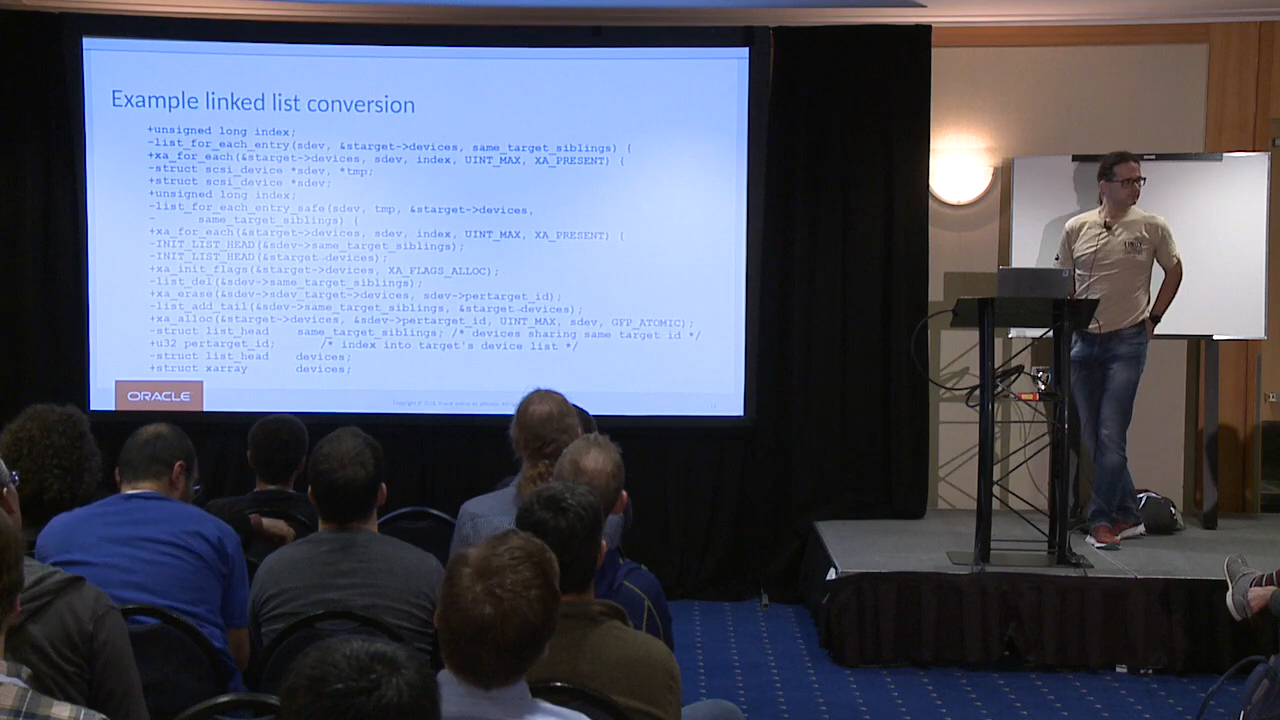 Example linked list conversion
+unsigned long index;
-list_for_each_entry(sdev, &starget->devices, same_target_siblings) {
+xa_for_each(&starget->devices, sdev, index, UINT_MAX, XA_PRESENT) {
-struct scsi_device *sdev, *tmp;
+struct scsi_device *sdev;
+unsigned long index;
-list_for_each_entry_safe(sdev, tmp, &starget->devices,
- same_target_siblings) {
+xa_for_each(&starget->devices, sdev, index, UINT_MAX, XA_PRESENT) {
-INIT_LIST_HEAD(&sdev->same_target_siblings);
-INIT_LIST_HEAD(&starget->devices);
+xa_init_flags(&starget->devices, XA_FLAGS_ALLOC);
-list_del(&sdev->same_target_siblings);
+xa_erase(&sdev->sdev_target->devices, sdev->pertarget_id);
-list_add_tail(&sdev->same_target_siblings, &starget->devices);
+xa_alloc(&starget->devices, &sdev->pertarget_id, UINT_MAX, sdev, GFP_ATOMIC);
-struct list_head same_target_siblings; /* devices sharing same target id */
+u32 pertarget_id; /* index into target's device list */
-struct list_head devices;
+struct xarray devices;
ORACLE
LINUX